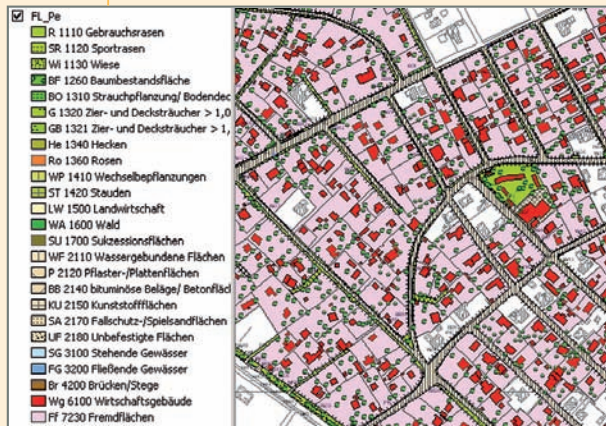 FL_Pe
R 1110 Gebrauchsrasen
SR 1120 Sportrasen
Wi 1130 Wiese
BF 1260 Baumbestandsfläche
BO 1310 Strauchpflanzung/ Bodendec
G 1320 Zier- und Decksträucher > 1,0
GB 1321 Zier- und Decksträucher > 1,
He 1340 Hecken
Ro 1360 Rosen
WP 1410 Wechselbepflanzungen
ST 1420 Stauden
LW 1500 Landwirtschaft
WA 1600 Wald
SU 1700 Sukzessionsflächen
WF 2110 Wassergebundene Flächen
P 2120 Pflaster-/Plattenflächen
BB 2140 bituminöse Beläge/ Betonfläcl
KU 2150 Kunststoffflächen
SA 2170 Fallschutz-/Spielsandflächen
UF 2180 Unbefestigte Flächen
SG 3100 Stehende Gewässer
FG 3200 Fließende Gewässer
Br 4200 Brücken/Stege
Wg 6100 Wirtschaftsgebäude
Ff 7230 Fremdflächen